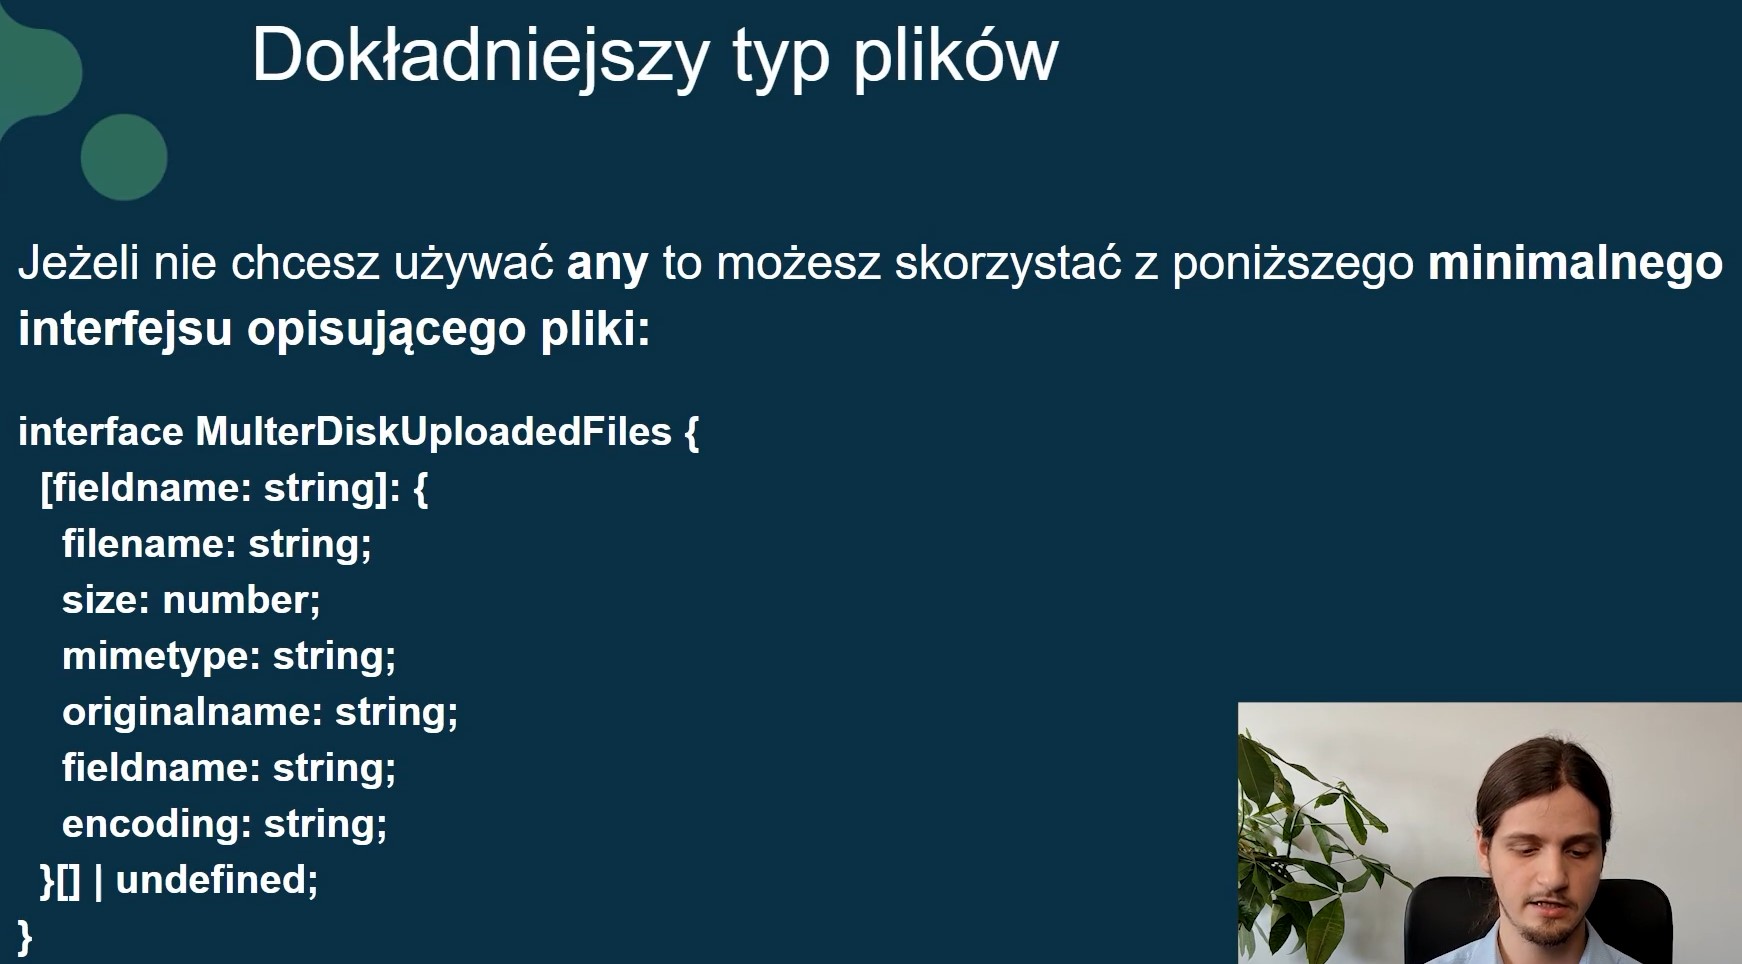 Dokładniejszy typ plików
Jeżeli nie chcesz używać any to możesz skorzystać z poniższego minimalnego
interfejsu opisującego pliki:
interface MulterDiskUploadedFiles {
[fieldname: string]: {
filename: string;
size: number;
mimetype: string;
originalname: string;
fieldname: string;
encoding: string;
}[] | undefined;
}